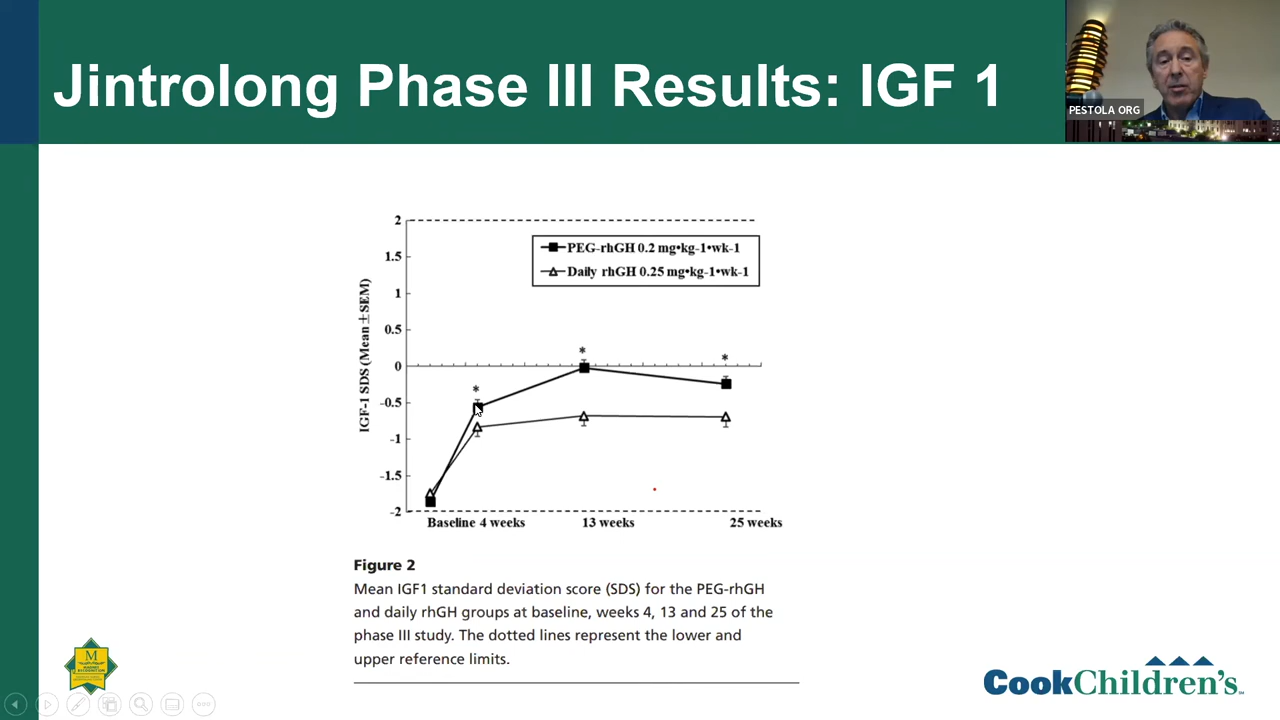 Jintrolong Phase III Results: IGF 1
PESTOLA ORG
2
1.5
1
0.5
0
-0.5
-1
-1.5
-2
IGF-1 SDS (Mean ± SEM)
PEG-rhGH 0.2 mg•kg-1•wk-1
Daily rhGH 0.25 mg•kg-1•wk-1
*
*
*
Baseline 4 weeks
13 weeks
25 weeks
Figure 2
Mean IGF1 standard deviation score (SDS) for the PEG-rhGH
and daily rhGH groups at baseline, weeks 4, 13 and 25 of the
phase III study. The dotted lines represent the lower and
upper reference limits.
M
CookChildren's